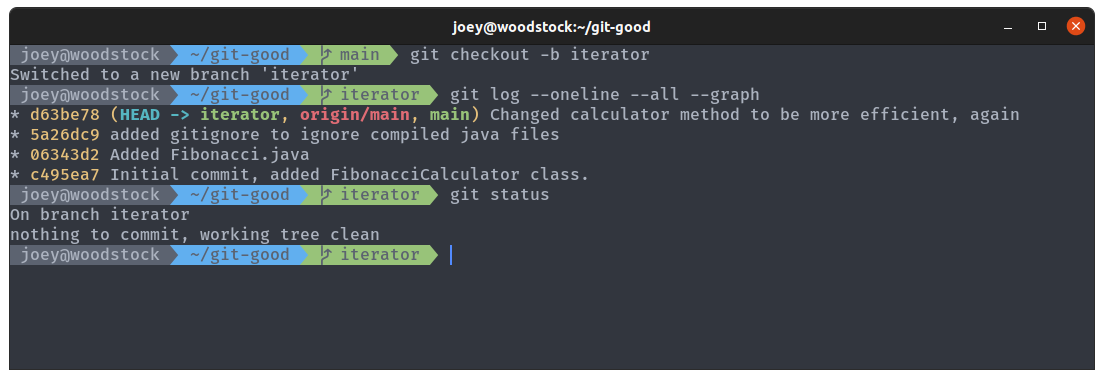 joey@woodstock:~/git-good
joey@woodstock ~/git-good main git checkout -b iterator
Switched to a new branch 'iterator'
joey@woodstock ~/git-good iterator git log --oneline --all --graph
* d63be78 (HEAD -> iterator, origin/main, main) Changed calculator method to be more efficient, again
* 5a26dc9 added gitignore to ignore compiled java files
* 06343d2 Added Fibonacci.java
* c495ea7 Initial commit, added FibonacciCalculator class.
joey@woodstock ~/git-good iterator git status
On branch iterator
nothing to commit, working tree clean
joey@woodstock ~/git-good iterator